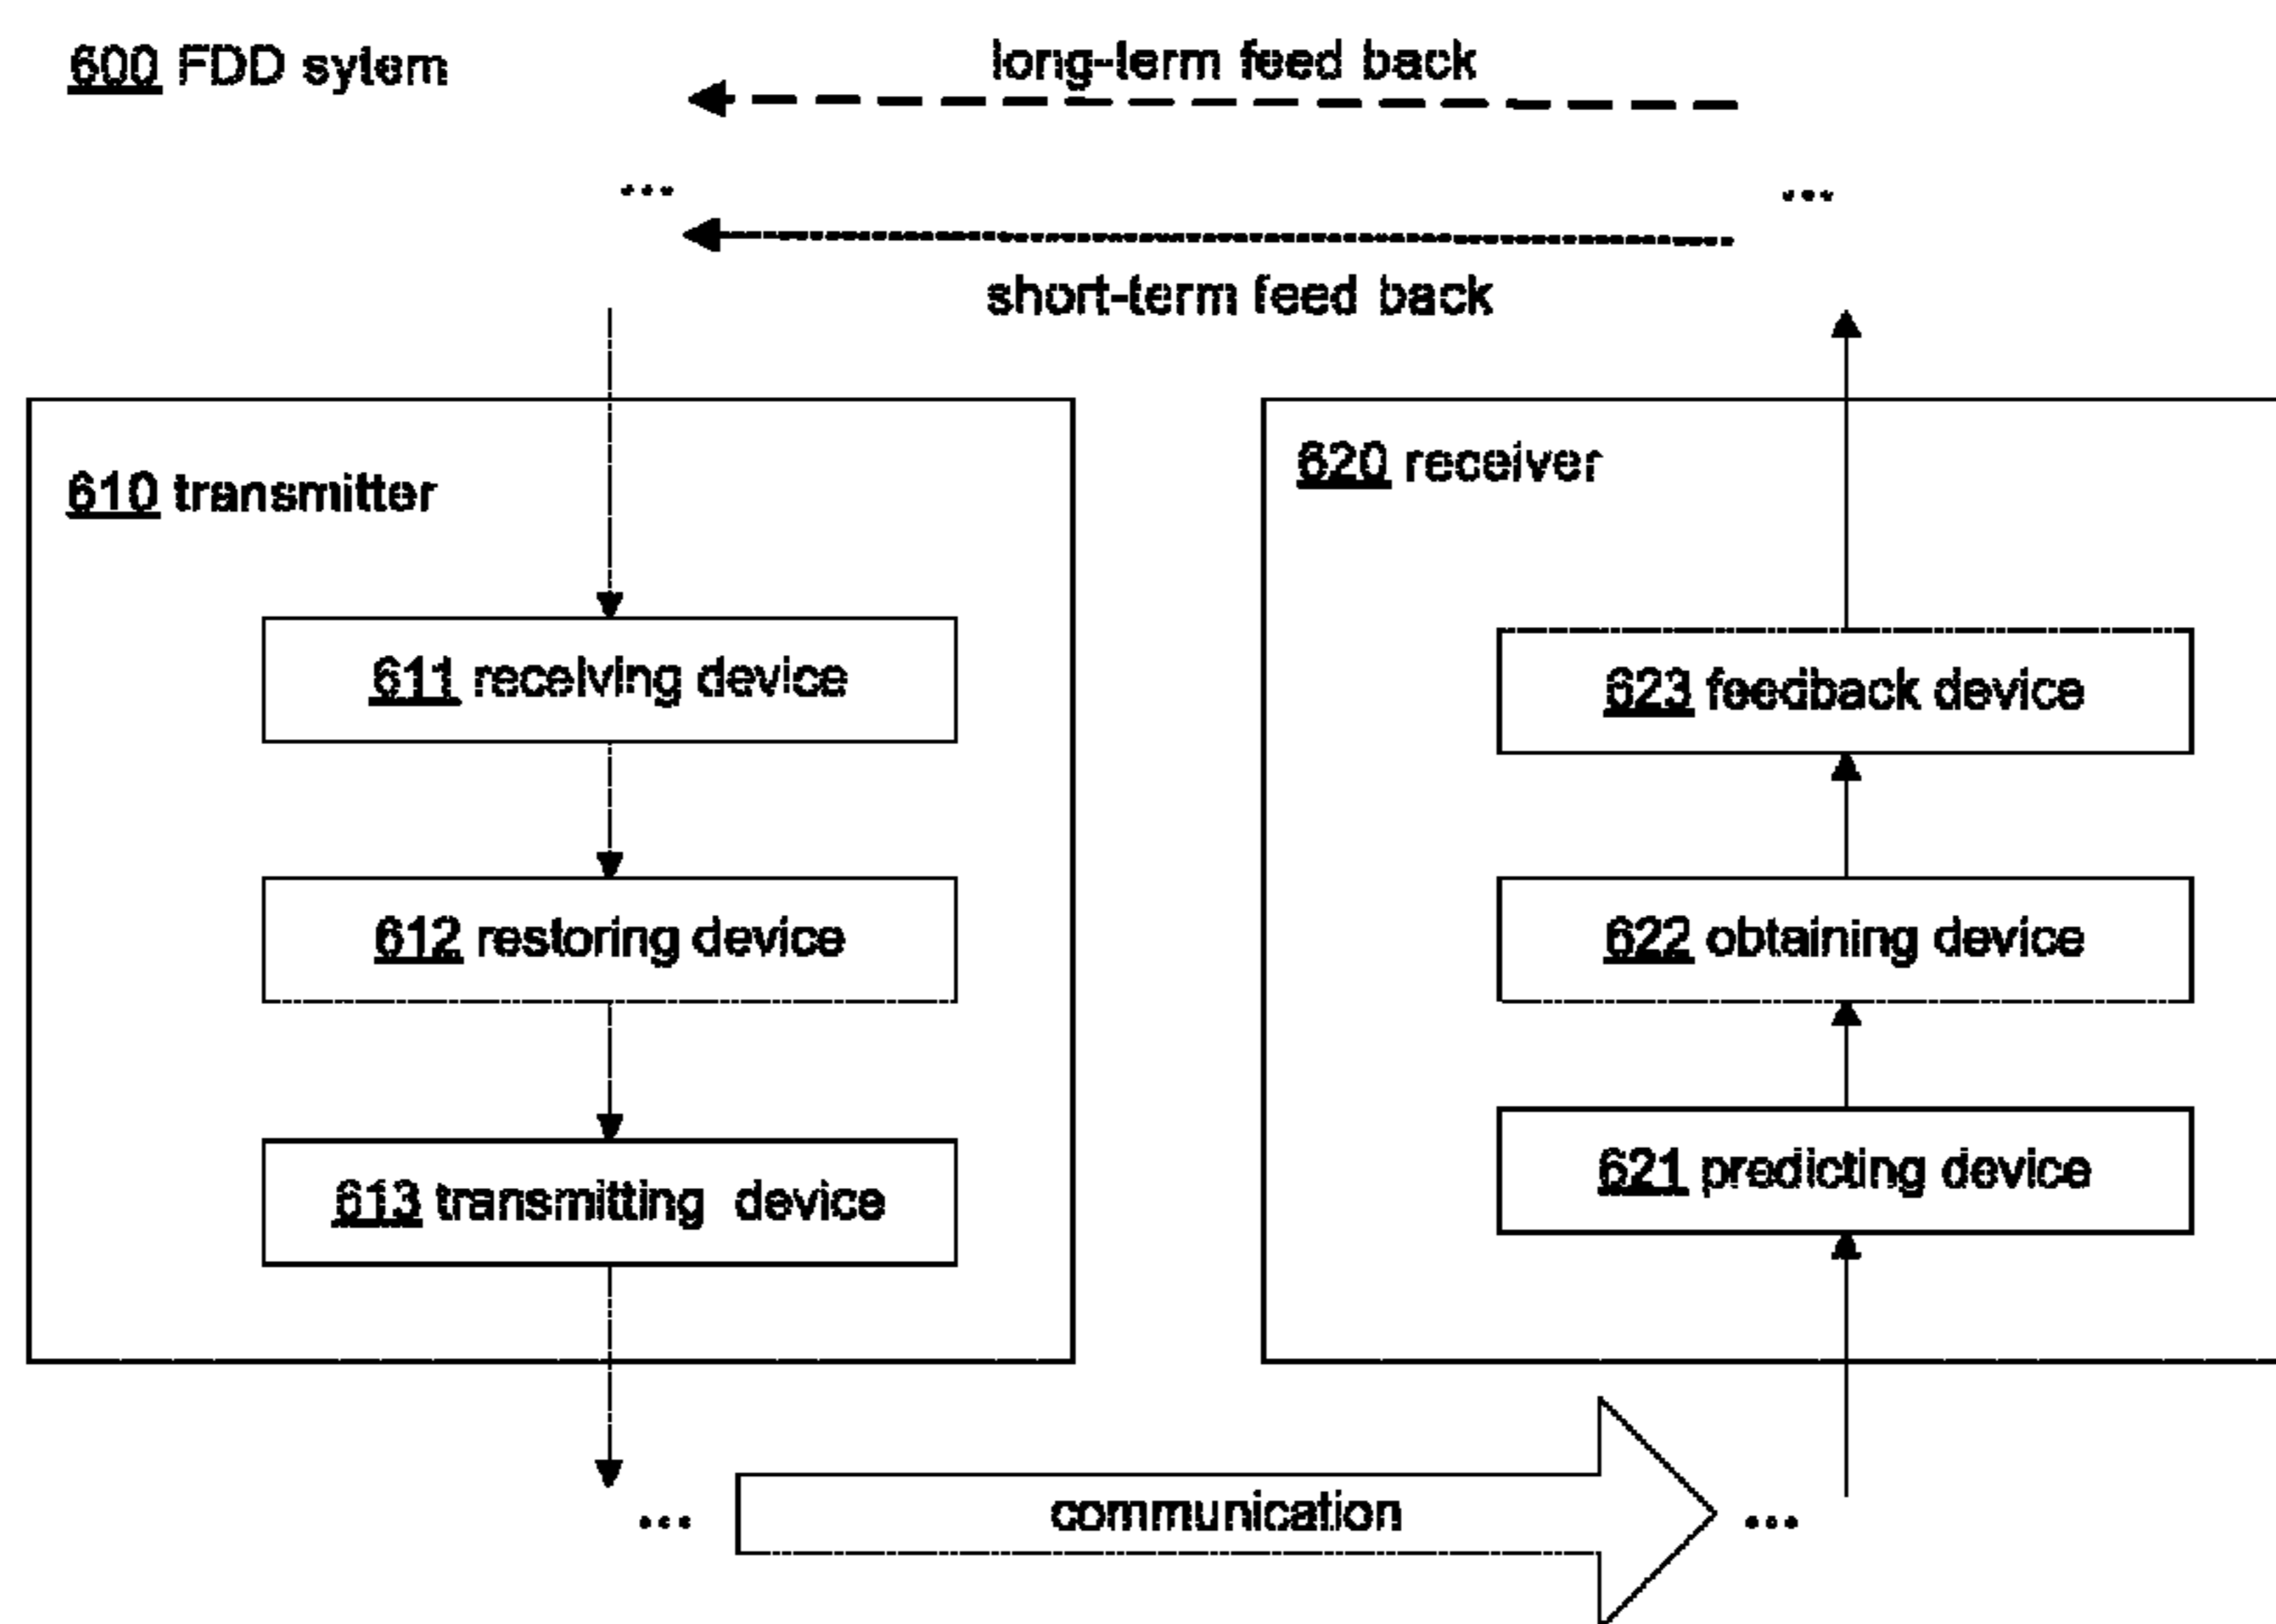 600 FDD sytem
long-term feed back
...
...
short-term feed back
610 transmitter
620 receiver
611 receiving device
623 feedback device
612 restoring device
622 obtaining device
613 transmitting device
621 predicting device
...
communication
...